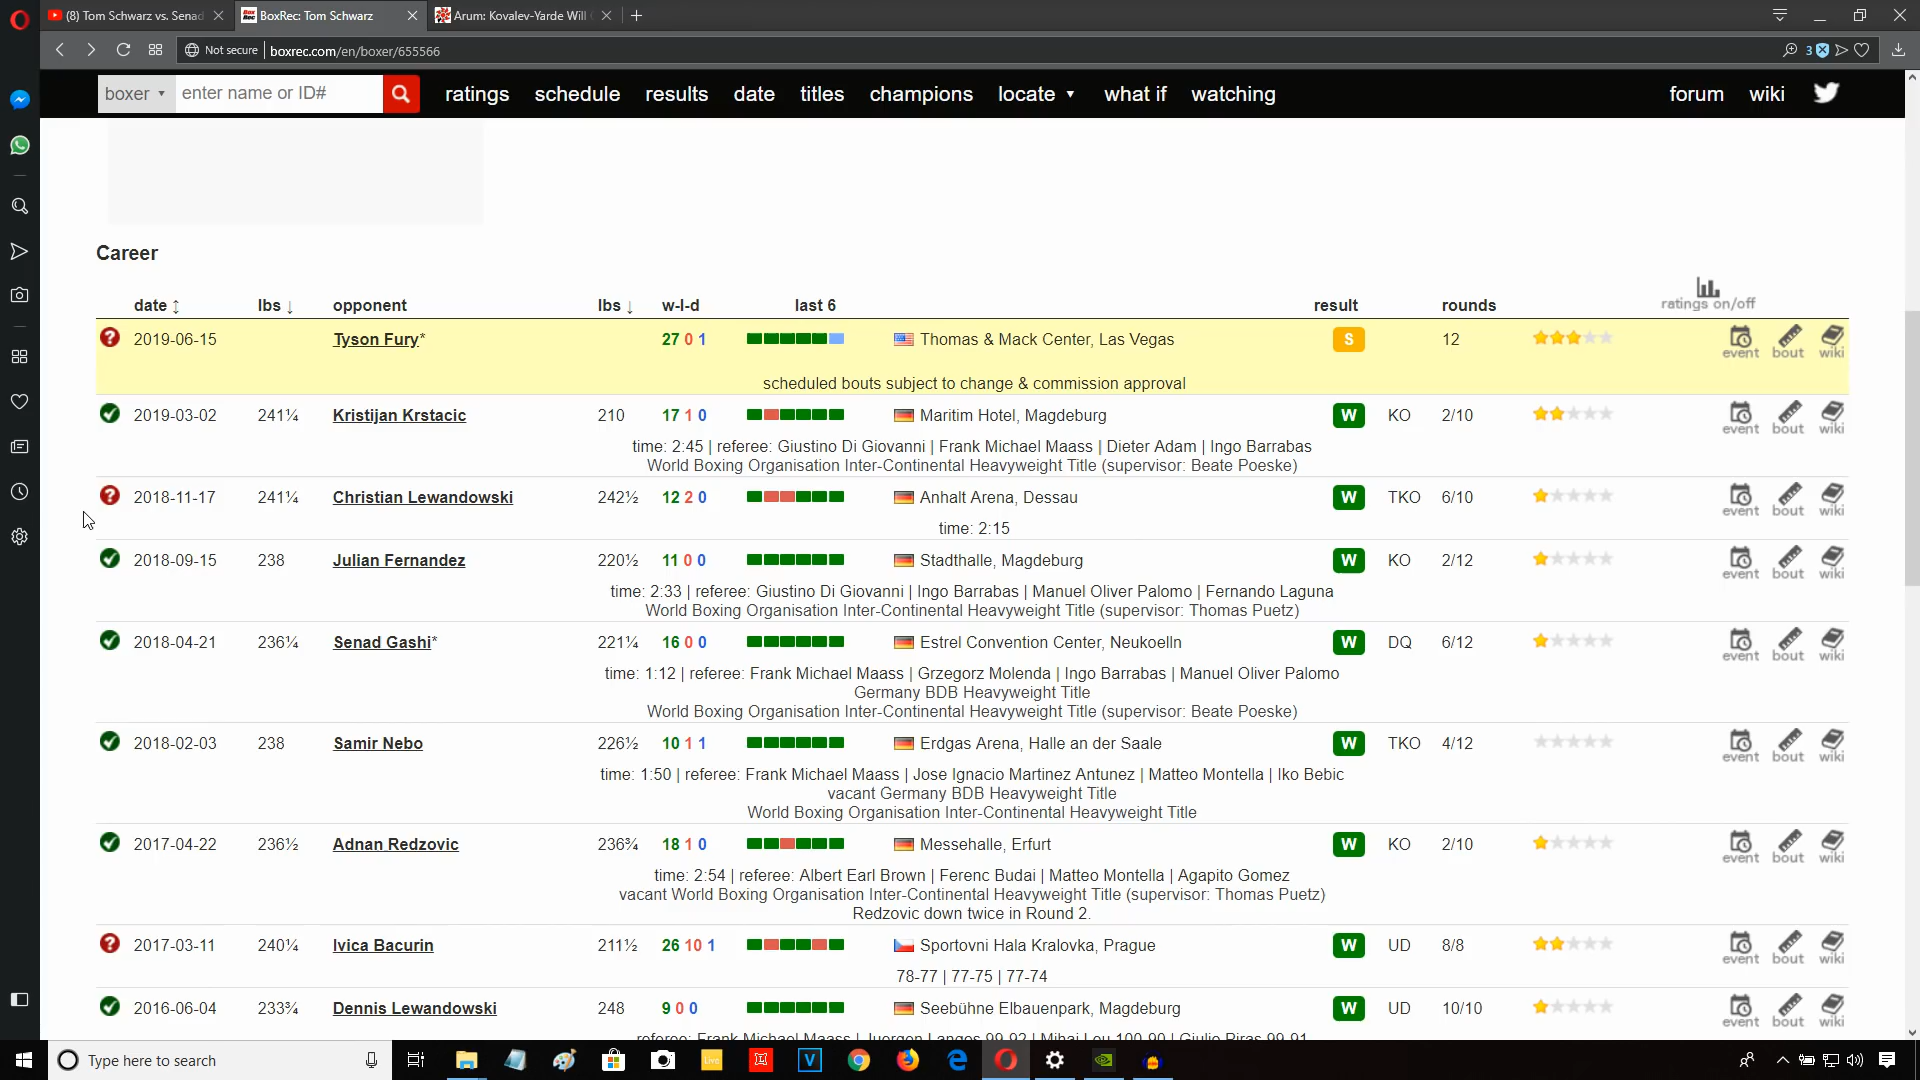 (8) Tom Schwarz vs. Senad
BoxRec: Tom Schwarz
Arum: Kovalev-Yarde Will
Not secure
boxrec.com/en/boxer/655566
3
boxer
enter name or ID#
ratings
schedule
results
date
titles
champions
locate
what if
watching
forum
wiki
Career
ratings on/off
date lbs opponent lbs w-l-d last 6 result rounds
2019-06-15 Tyson Fury* 27 0 1 Thomas & Mack Center, Las Vegas S 12 event bout wiki
scheduled bouts subject to change & commission approval
2019-03-02 241¼ Kristijan Krstacic 210 17 1 0 Maritim Hotel, Magdeburg W KO 2/10 event bout wiki
time: 2:45 | referee: Giustino Di Giovanni | Frank Michael Maass | Dieter Adam | Ingo Barrabas
World Boxing Organisation Inter-Continental Heavyweight Title (supervisor: Beate Poeske)
2018-11-17 241¼ Christian Lewandowski 242½ 12 2 0 Anhalt Arena, Dessau W TKO 6/10 event bout wiki
time: 2:15
2018-09-15 238 Julian Fernandez 220½ 11 0 0 Stadthalle, Magdeburg W KO 2/12 event bout wiki
time: 2:33 | referee: Giustino Di Giovanni | Ingo Barrabas | Manuel Oliver Palomo | Fernando Laguna
World Boxing Organisation Inter-Continental Heavyweight Title (supervisor: Thomas Puetz)
2018-04-21 236¼ Senad Gashi* 221¼ 16 0 0 Estrel Convention Center, Neukoelln W DQ 6/12 event bout wiki
time: 1:12 | referee: Frank Michael Maass | Grzegorz Molenda | Ingo Barrabas | Manuel Oliver Palomo
Germany BDB Heavyweight Title
World Boxing Organisation Inter-Continental Heavyweight Title (supervisor: Beate Poeske)
2018-02-03 238 Samir Nebo 226½ 10 1 1 Erdgas Arena, Halle an der Saale W TKO 4/12 event bout wiki
time: 1:50 | referee: Frank Michael Maass | Jose Ignacio Martinez Antunez | Matteo Montella | Iko Bebic
vacant Germany BDB Heavyweight Title
World Boxing Organisation Inter-Continental Heavyweight Title
2017-04-22 236½ Adnan Redzovic 236¾ 18 1 0 Messehalle, Erfurt W KO 2/10 event bout wiki
time: 2:54 | referee: Albert Earl Brown | Ferenc Budai | Matteo Montella | Agapito Gomez
vacant World Boxing Organisation Inter-Continental Heavyweight Title (supervisor: Thomas Puetz)
Redzovic down twice in Round 2.
2017-03-11 240¼ Ivica Bacurin 211½ 26 10 1 Sportovni Hala Kralovka, Prague W UD 8/8 event bout wiki
78-77 | 77-75 | 77-74
2016-06-04 233¾ Dennis Lewandowski 248 9 0 0 Seebühne Elbauenpark, Magdeburg W UD 10/10 event bout wiki
referee: Frank Michael Maass | Juergen Langos 99-92 | Mihai Leu 100-90 | Giulio Piras 99-91
Type here to search